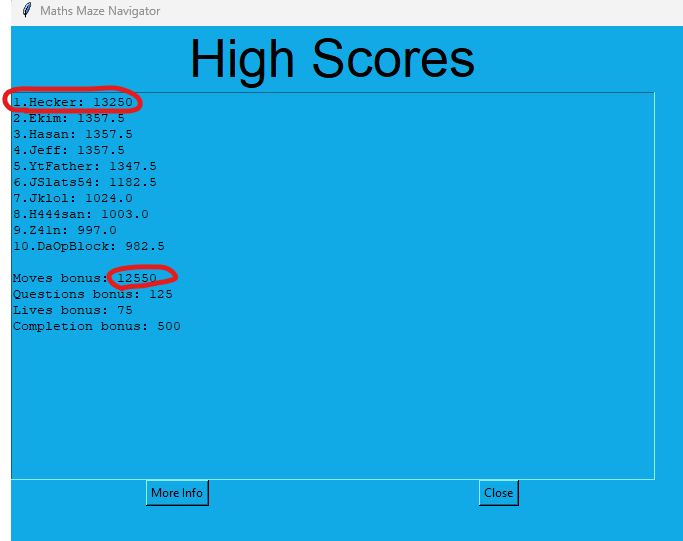 Maths Maze Navigator
High Scores
1.Hecker: 13250
2.Ekim: 1357.5
3.Hasan: 1357.5
4.Jeff: 1357.5
5.YtFather: 1347.5
6.JSlats54: 1182.5
7.Jklol: 1024.0
8.H444san: 1003.0
9.Z4ln: 997.0
10.DaOpBlock: 982.5
Moves bonus: 12550
Questions bonus: 125
Lives bonus: 75
Completion bonus: 500
More Info
Close